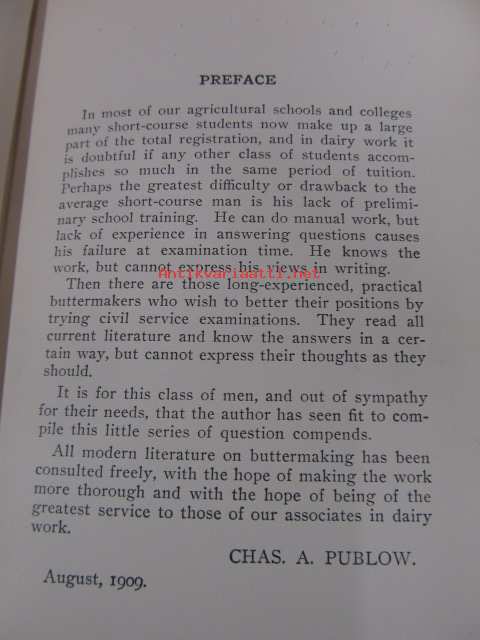 PREFACE
In most of our agricultural schools and colleges
many short-course students now make up a large
part of the total registration, and in dairy work it
is doubtful if any other class of students accom-
plishes so much in the same period of tuition.
Perhaps the greatest difficulty or drawback to the
average short-course man is his lack of prelimi-
nary school training. He can do manual work, but
lack of experience in answering questions causes
his failure at examination time. He knows the
work, but cannot express his views in writing.
Antikvariaatti.net
Then there are those long-experienced, practical
buttermakers who wish to better their positions by
trying civil service examinations. They read all
current literature and know the answers in a cer-
tain way, but cannot express their thoughts as they
should.
It is for this class of men, and out of sympathy
for their needs, that the author has seen fit to com-
pile this little series of question compends.
All modern literature on buttermaking has been
consulted freely, with the hope of making the work
more thorough and with the hope of being of the
greatest service to those of our associates in dairy
work.
CHAS. A. PUBLOW.
August, 1909.